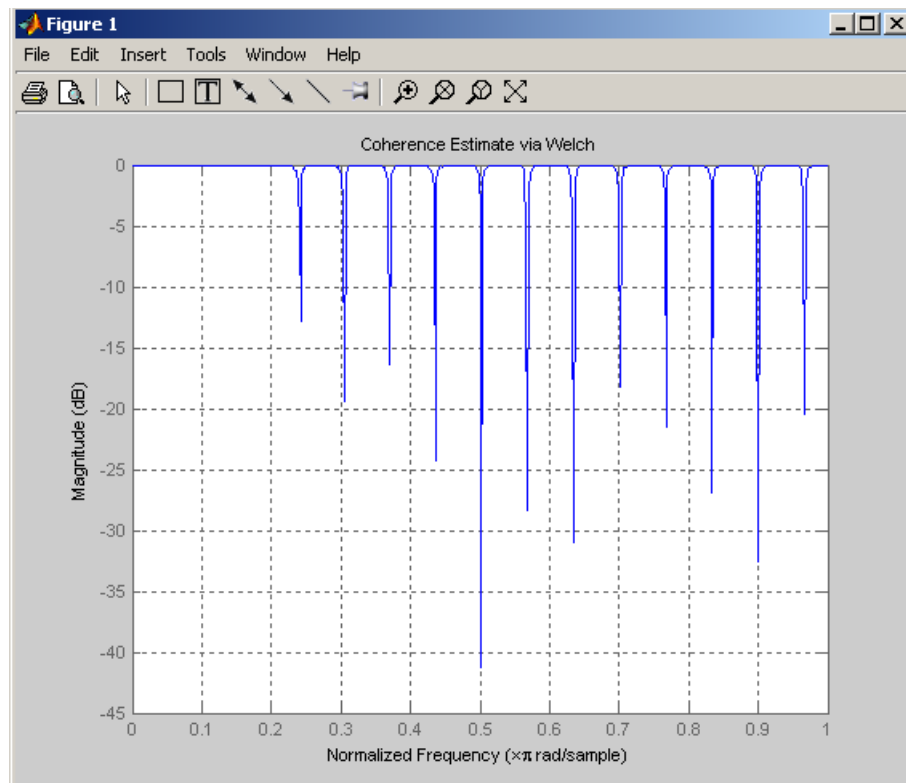 Figure 1
File Edit Insert Tools Window Help
T
Coherence Estimate via Welch
0
-5
-10
-15
-20
-25
-30
-35
-40
-45
Magnitude (dB)
0 0.1 0.2 0.3 0.4 0.5 0.6 0.7 0.8 0.9 1
Normalized Frequency (×π rad/sample)